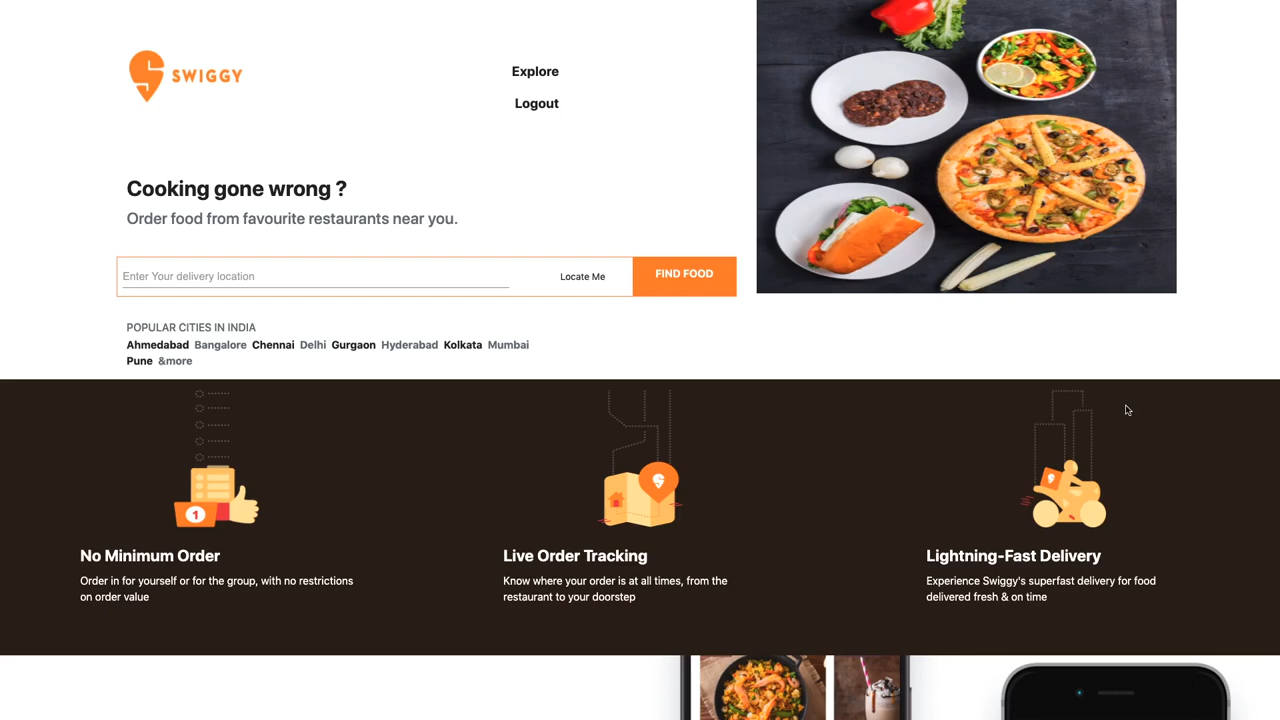 SWIGGY
Explore
Logout
Cooking gone wrong ?
Order food from favourite restaurants near you.
Enter Your delivery location
Locate Me
FIND FOOD
POPULAR CITIES IN INDIA
Ahmedabad Bangalore Chennai Delhi Gurgaon Hyderabad Kolkata Mumbai
Pune &more
1
No Minimum Order
Order in for yourself or for the group, with no restrictions
on order value
Live Order Tracking
Know where your order is at all times, from the
restaurant to your doorstep
Lightning-Fast Delivery
Experience Swiggy's superfast delivery for food
delivered fresh & on time